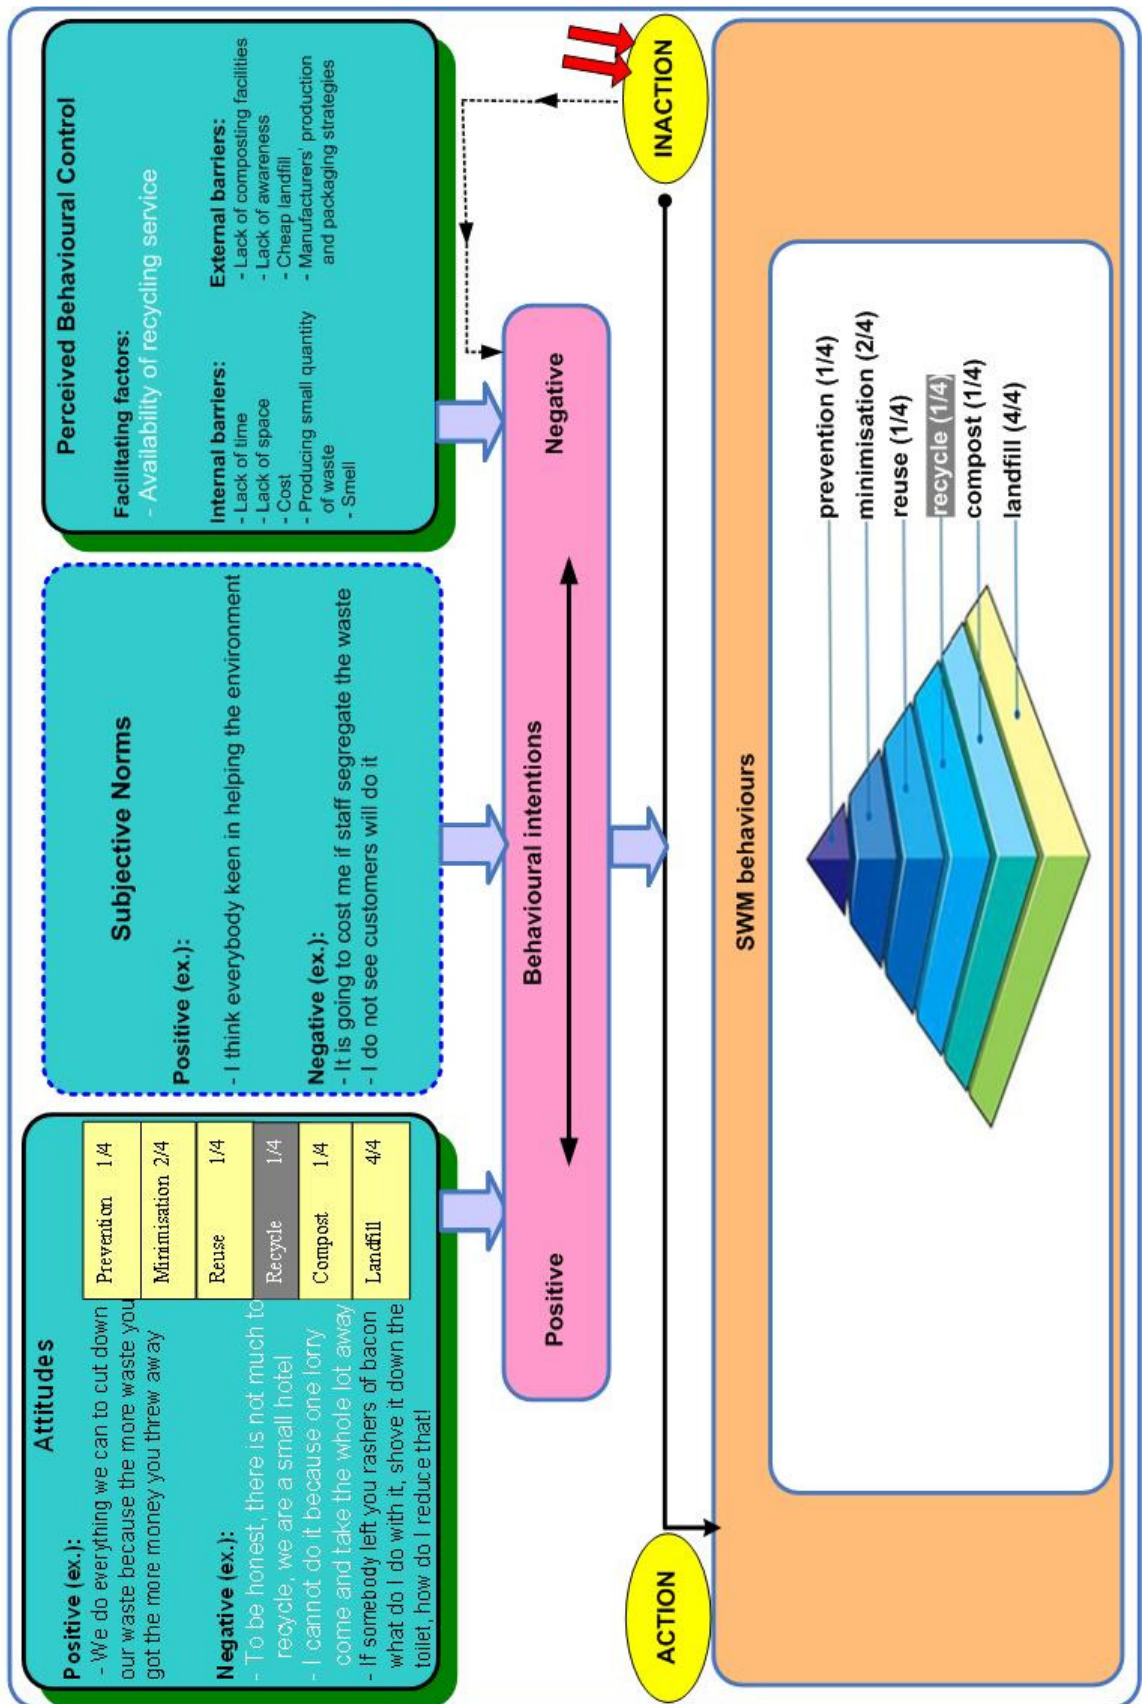 Attitudes
Positive (ex.):
- We do everything we can to cut down
our waste because the more waste you
got the more money you threw away
Negative (ex.):
- To be honest, there is not much to
recycle, we are a small hotel
- I cannot do it because one lorry
come and take the whole lot away
- If somebody left you rashers of bacon
what do I do with it, shove it down the
toilet, how do I reduce that!
Prevention 1/4
Minimisation 2/4
Reuse 1/4
Recycle 1/4
Compost 1/4
Landfill 4/4
Subjective Norms
Positive (ex.):
- I think everybody keen in helping the environment
Negative (ex.):
- It is going to cost me if staff segregate the waste
- I do not see customers will do it
Perceived Behavioural Control
Facilitating factors:
- Availability of recycling service
Internal barriers:
- Lack of time
- Lack of space
- Cost
- Producing small quantity
of waste
- Smell
External barriers:
- Lack of composting facilities
- Lack of awareness
- Cheap landfill
- Manufacturers' production
and packaging strategies
Behavioural intentions
Positive
Negative
ACTION
INACTION
SWM behaviours
prevention (1/4)
minimisation (2/4)
reuse (1/4)
recycle (1/4)
compost (1/4)
landfill (4/4)